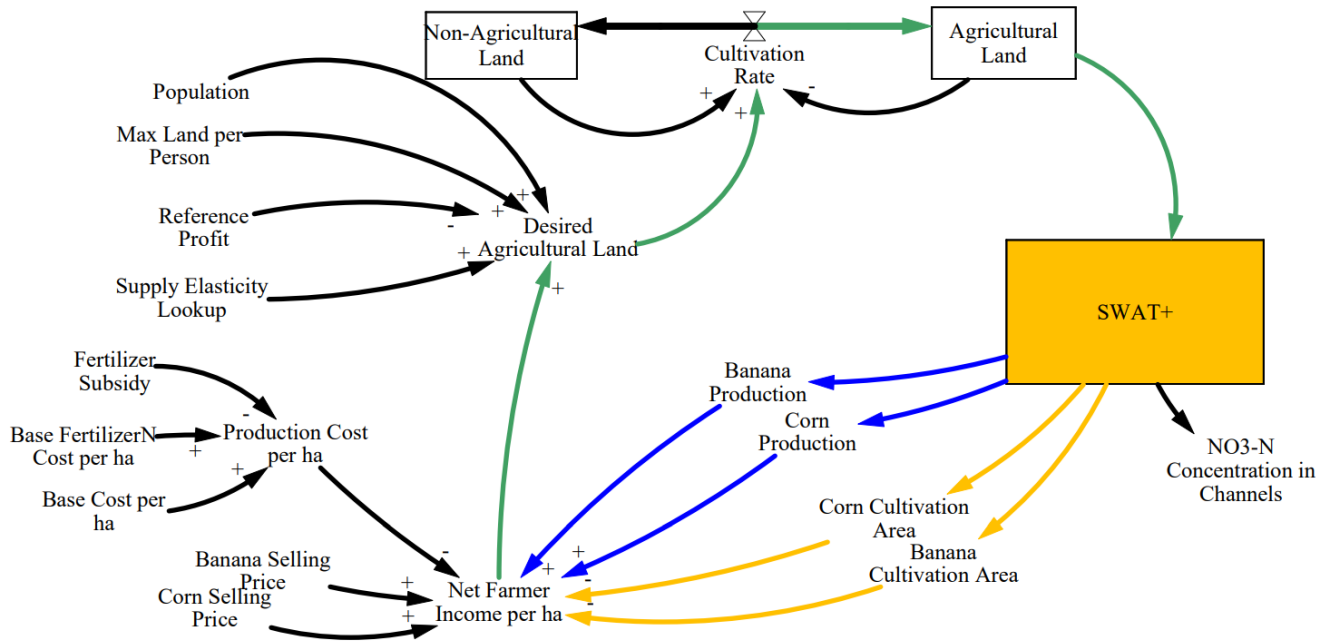 Non-Agricultural
Land
Cultivation
Rate
Agricultural
Land
+
-
+
Population
Max Land per
Person
Reference
Profit
Supply Elasticity
Lookup
+
+
-
+
Desired
Agricultural Land
+
SWAT+
Fertilizer
Subsidy
Base FertilizerN
Cost per ha
Base Cost per
ha
-
+
+
Production Cost
per ha
Banana
Production
Corn
Production
NO3-N
Concentration in
Channels
Corn Cultivation
Area
Banana
Cultivation Area
Banana Selling
Price
Corn Selling
Price
-
+
+
+
+
-
-
Net Farmer
Income per ha